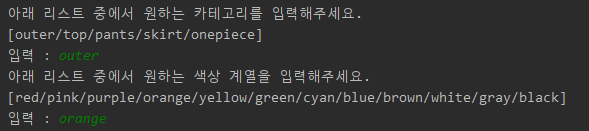 아래 리스트 중에서 원하는 카테고리를 입력해주세요.
[outer/top/pants/skirt/onepiece]
입력 : outer
아래 리스트 중에서 원하는 색상 계열을 입력해주세요.
[red/pink/purple/orange/yellow/green/cyan/blue/brown/white/gray/black]
입력 : orange